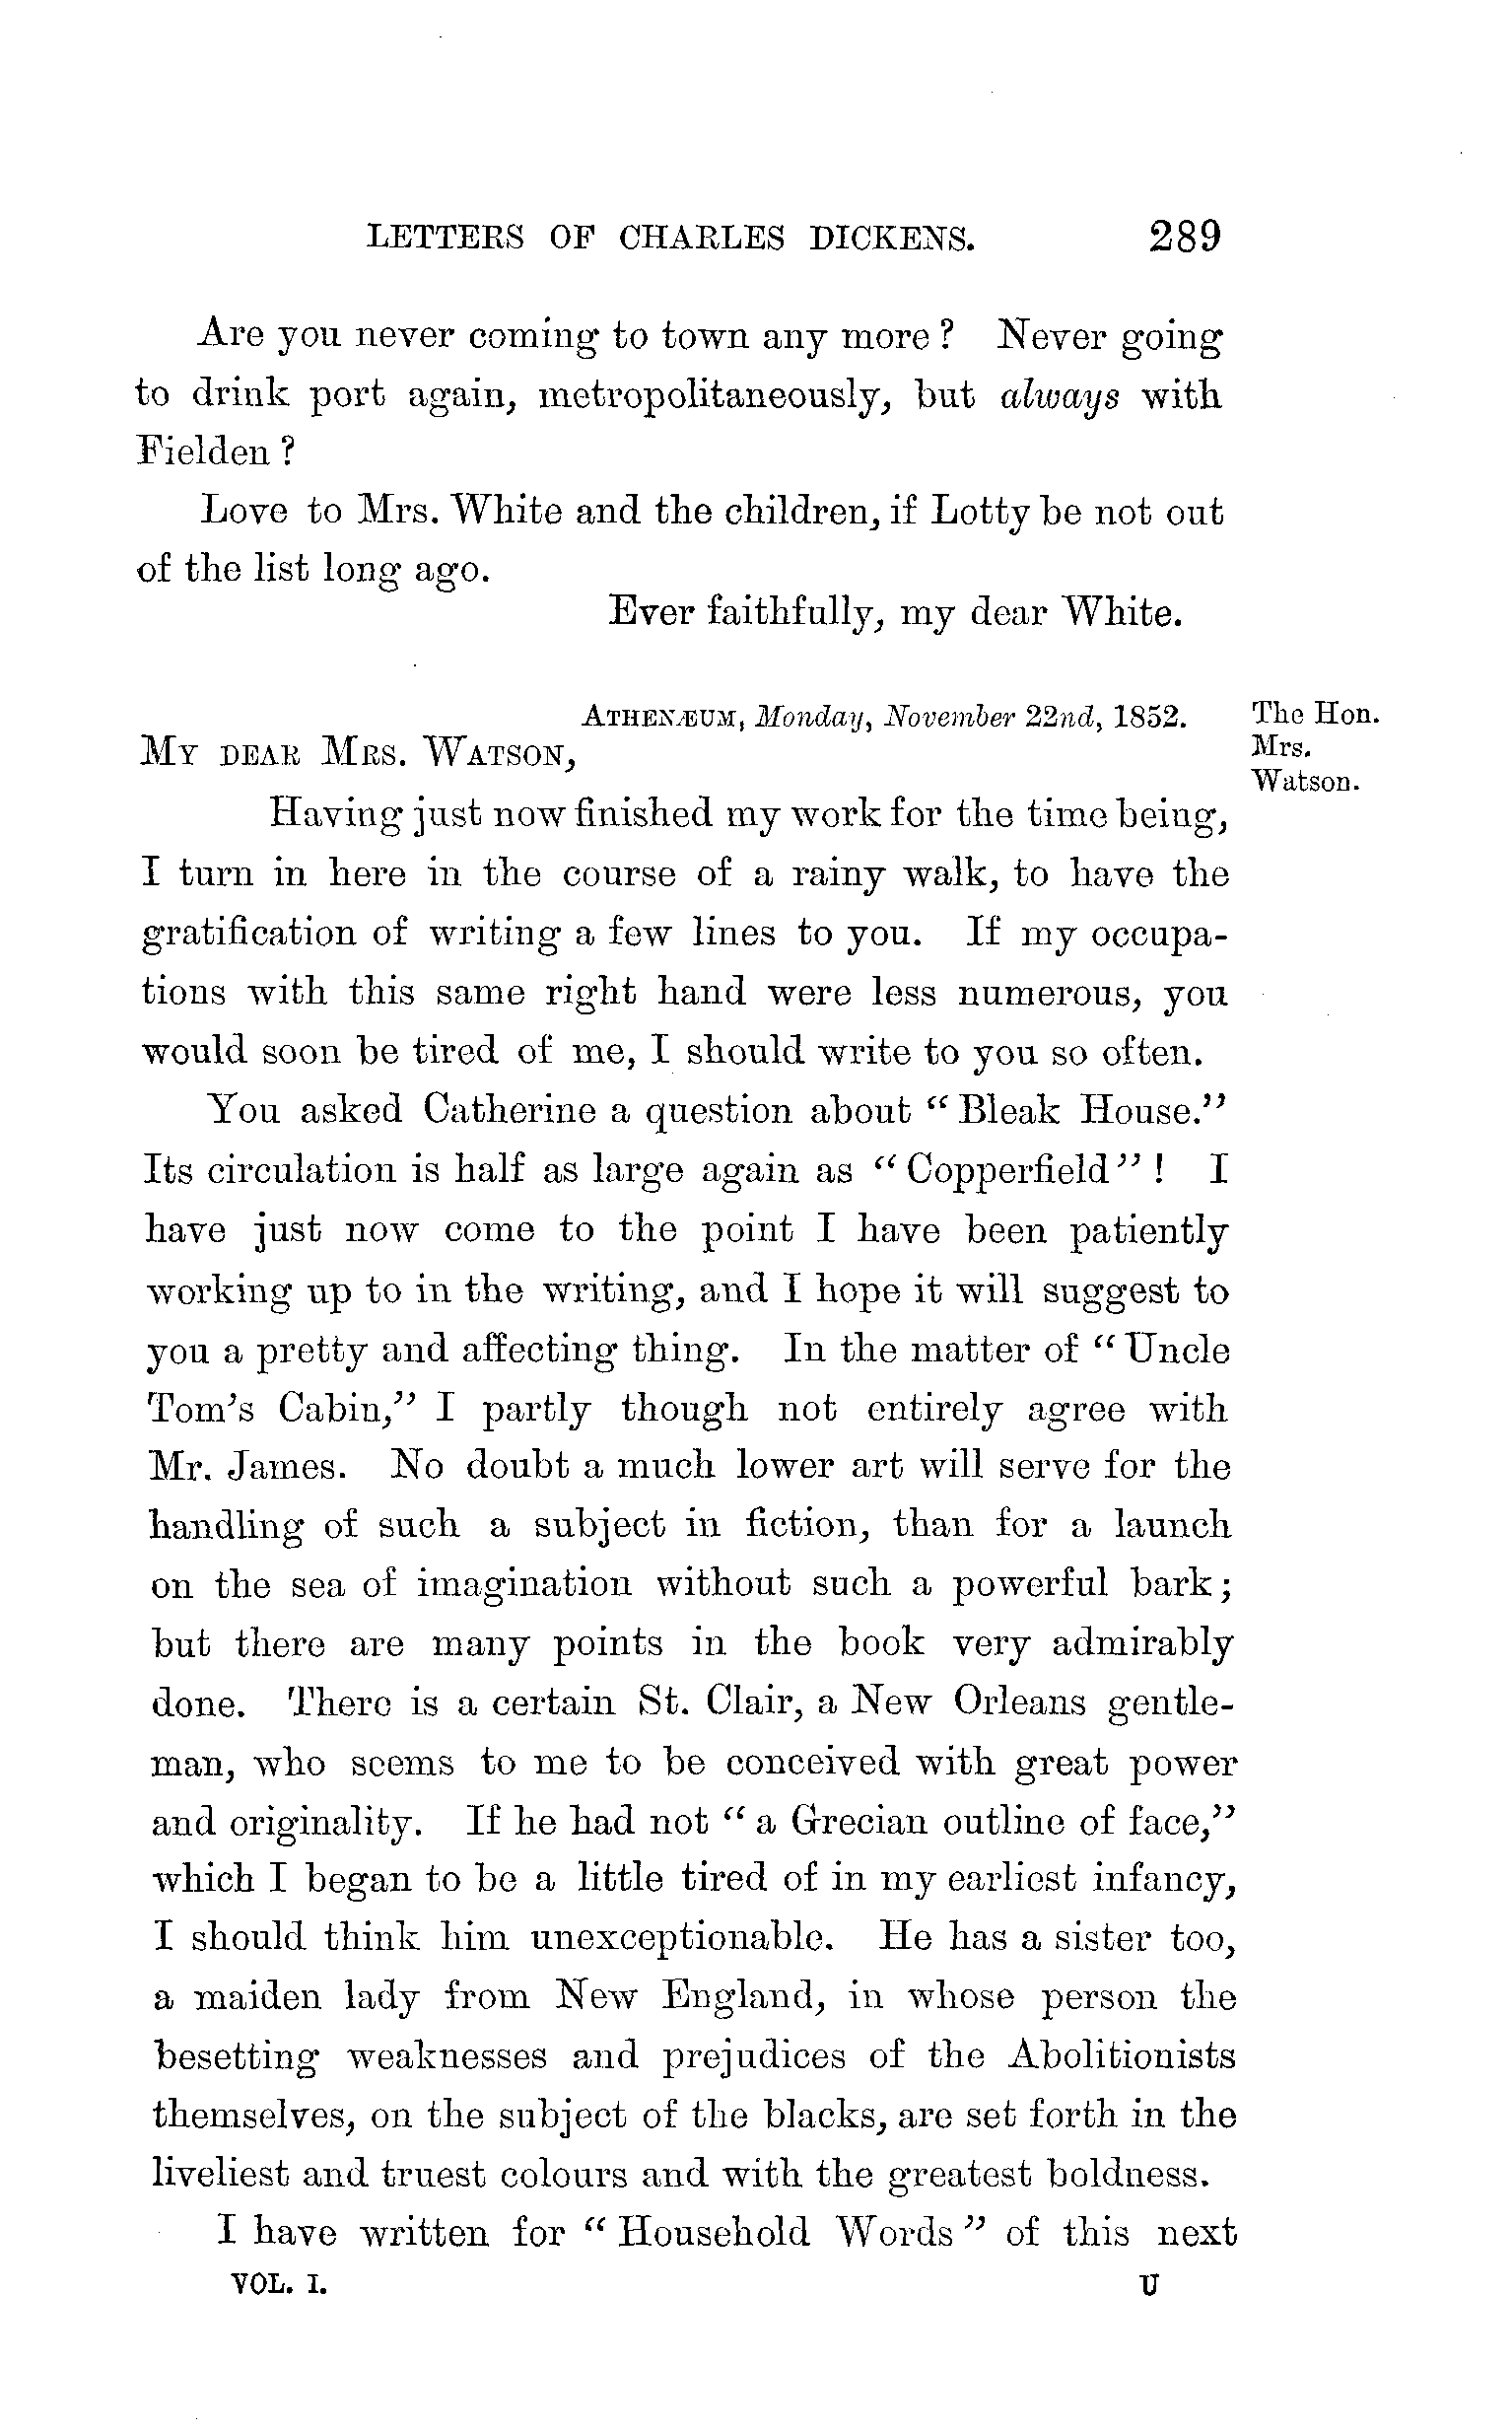 LETTERS OF CHARLES DICKENS. 289
Are you never coming to town any more? Never going
to drink port again, metropolitaneously, but always with
Fielden?
Love to Mrs. White and the children, if Lotty be not out
of the list long ago.
Ever faithfully, my dear White.
ATHENÆUM, Monday, November 22nd, 1852.
The Hon.
Mrs.
Watson.
MY DEAR MRS. WATSON,
Having just now finished my work for the time being,
I turn in here in the course of a rainy walk, to have the
gratification of writing a few lines to you. If my occupa-
tions with this same right hand were less numerous, you
would soon be tired of me, I should write to you so often.
You asked Catherine a question about "Bleak House."
Its circulation is half as large again as "Copperfield"! I
have just now come to the point I have been patiently
working up to in the writing, and I hope it will suggest to
you a pretty and affecting thing. In the matter of "Uncle
Tom's Cabin," I partly though not entirely agree with
Mr. James. No doubt a much lower art will serve for the
handling of such a subject in fiction, than for a launch
on the sea of imagination without such a powerful bark;
but there are many points in the book very admirably
done. There is a certain St. Clair, a New Orleans gentle-
man, who seems to me to be conceived with great power
and originality. If he had not "a Grecian outline of face,"
which I began to be a little tired of in my earliest infancy,
I should think him unexceptionable. He has a sister too,
a maiden lady from New England, in whose person the
besetting weaknesses and prejudices of the Abolitionists
themselves, on the subject of the blacks, are set forth in the
liveliest and truest colours and with the greatest boldness.
I have written for "Household Words" of this next
VOL. I. U